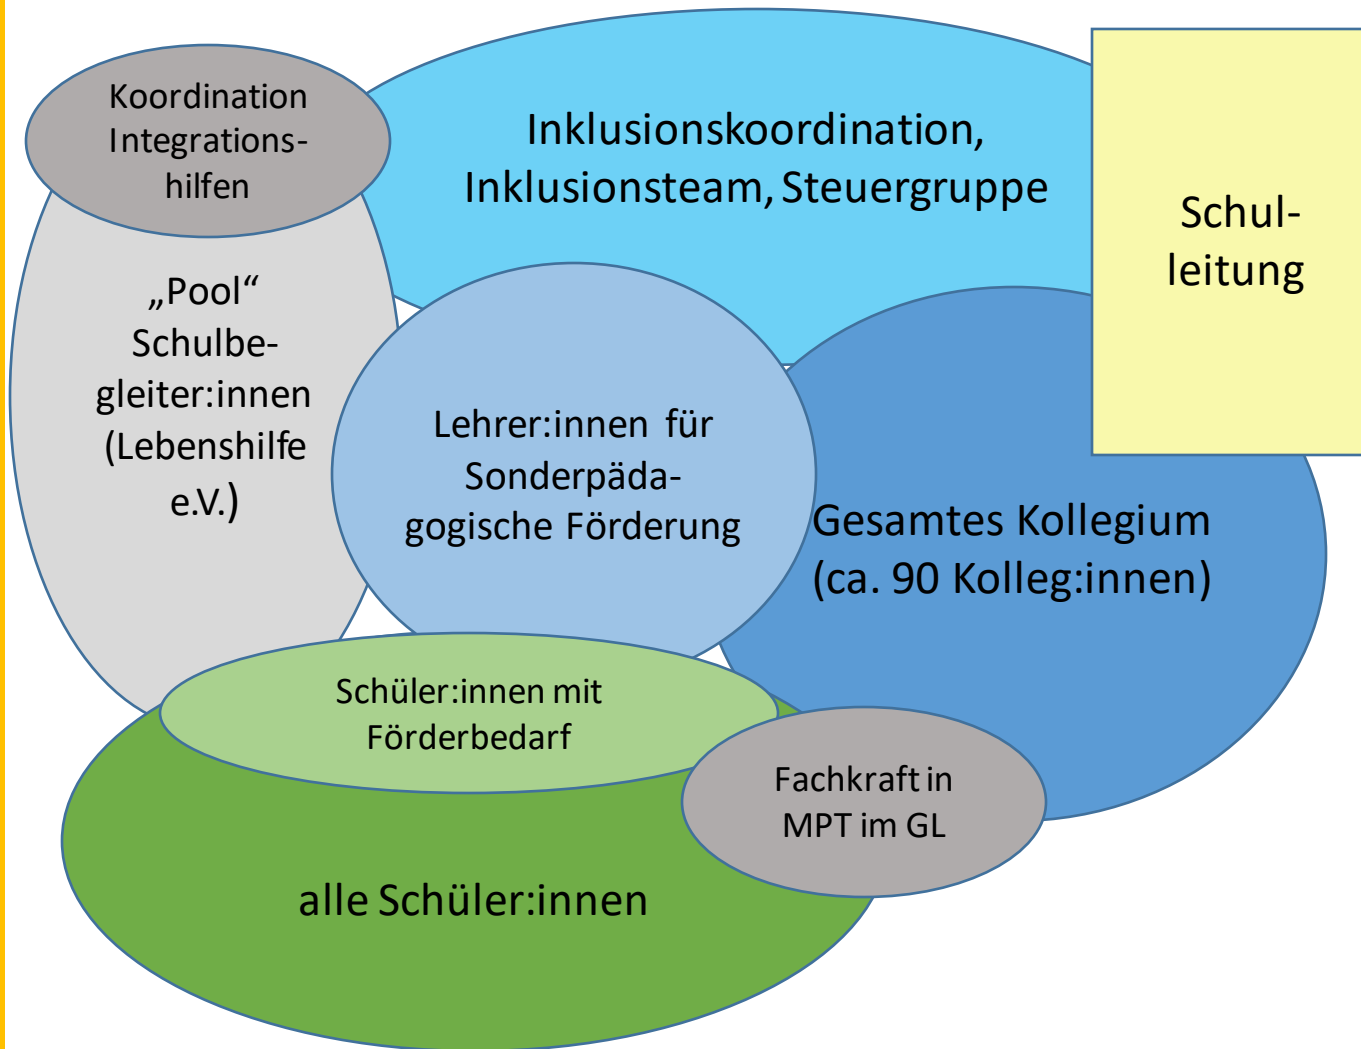 Koordination
Integrations-
hilfen
Inklusionskoordination,
Inklusionsteam, Steuergruppe
Schul-
leitung
„Pool“
Schulbe-
gleiter:innen
(Lebenshilfe
e.V.)
Lehrer:innen für
Sonderpäda-
gogische Förderung
Gesamtes Kollegium
(ca. 90 Kolleg:innen)
Schüler:innen mit
Förderbedarf
Fachkraft in
MPT im GL
alle Schüler:innen